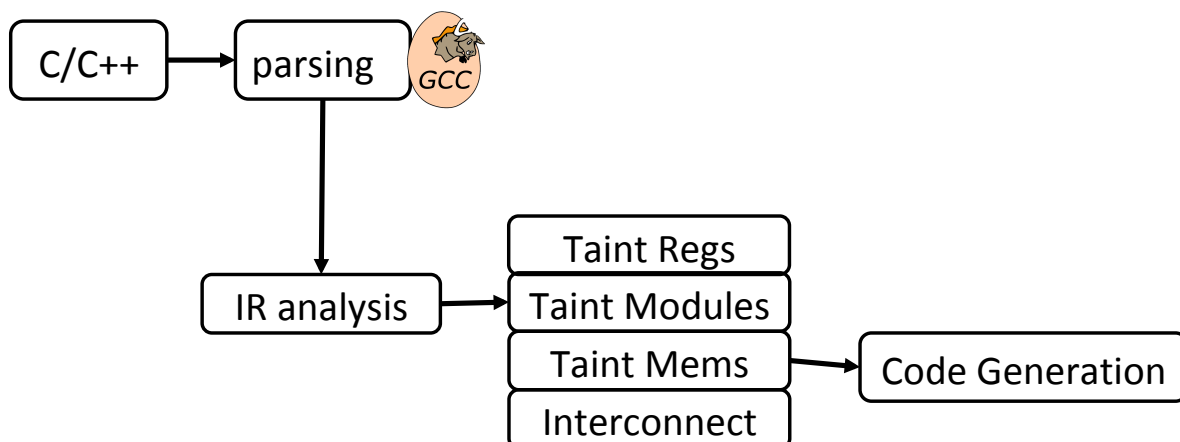 C/C++
parsing
GCC
IR analysis
Taint Regs
Taint Modules
Taint Mems
Interconnect
Code Generation